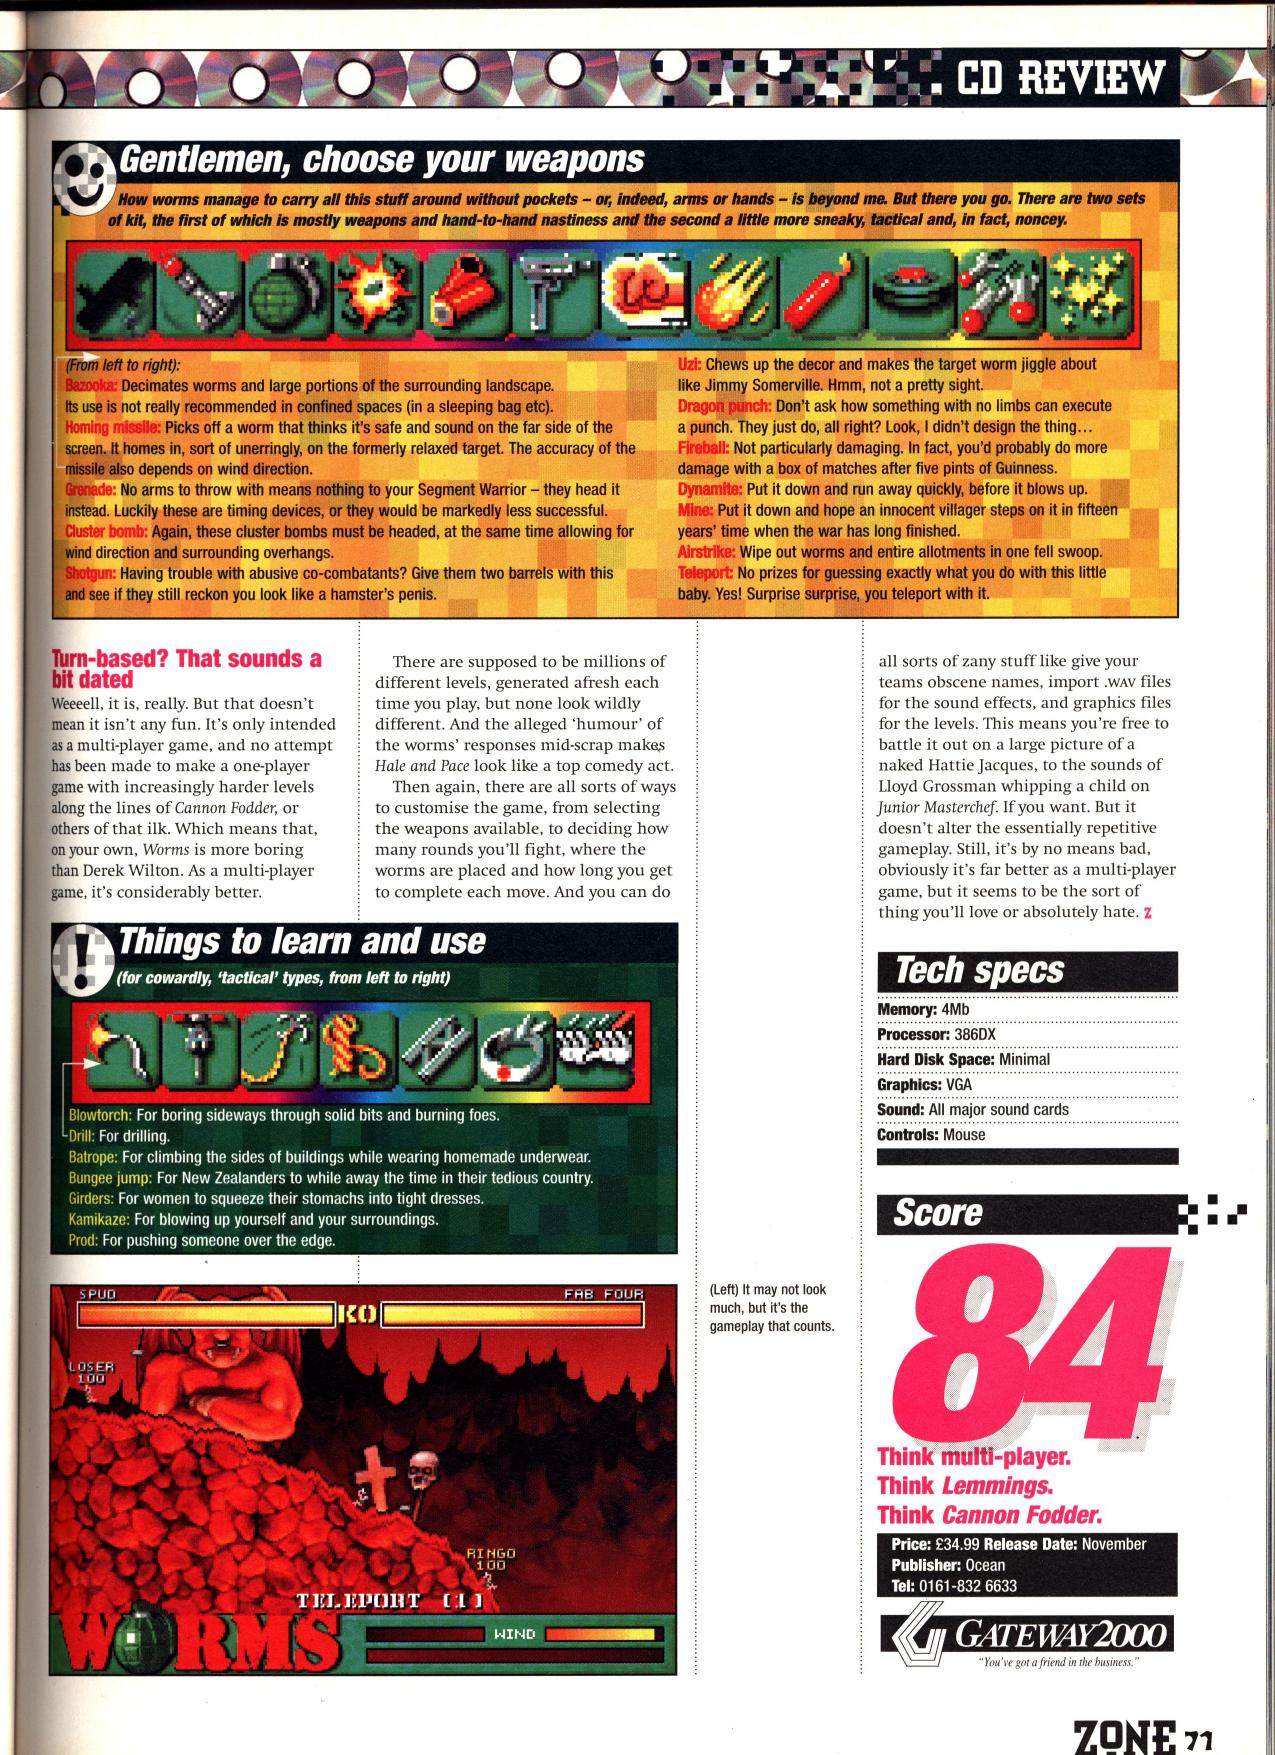 CD REVIEW
Gentlemen, choose your weapons
How worms manage to carry all this stuff around without pockets – or, indeed, arms or hands – is beyond me. But there you go. There are two sets
of kit, the first of which is mostly weapons and hand-to-hand nastiness and the second a little more sneaky, tactical and, in fact, noncey.
(From left to right):
Bazooka: Decimates worms and large portions of the surrounding landscape.
Its use is not really recommended in confined spaces (in a sleeping bag etc).
Homing missile: Picks off a worm that thinks it's safe and sound on the far side of the
screen. It homes in, sort of unerringly, on the formerly relaxed target. The accuracy of the
missile also depends on wind direction.
Grenade: No arms to throw with means nothing to your Segment Warrior – they head it
instead. Luckily these are timing devices, or they would be markedly less successful.
Cluster bomb: Again, these cluster bombs must be headed, at the same time allowing for
wind direction and surrounding overhangs.
Shotgun: Having trouble with abusive co-combatants? Give them two barrels with this
and see if they still reckon you look like a hamster's penis.
Uzi: Chews up the decor and makes the target worm jiggle about
like Jimmy Somerville. Hmm, not a pretty sight.
Dragon punch: Don't ask how something with no limbs can execute
a punch. They just do, all right? Look, I didn't design the thing...
Fireball: Not particularly damaging. In fact, you'd probably do more
damage with a box of matches after five pints of Guinness.
Dynamite: Put it down and run away quickly, before it blows up.
Mine: Put it down and hope an innocent villager steps on it in fifteen
years' time when the war has long finished.
Airstrike: Wipe out worms and entire allotments in one fell swoop.
Teleport: No prizes for guessing exactly what you do with this little
baby. Yes! Surprise surprise, you teleport with it.
Turn-based? That sounds a
bit dated
Weeeell, it is, really. But that doesn't
mean it isn't any fun. It's only intended
as a multi-player game, and no attempt
has been made to make a one-player
game with increasingly harder levels
along the lines of Cannon Fodder, or
others of that ilk. Which means that,
on your own, Worms is more boring
than Derek Wilton. As a multi-player
game, it's considerably better.
There are supposed to be millions of
different levels, generated afresh each
time you play, but none look wildly
different. And the alleged 'humour' of
the worms' responses mid-scrap makes
Hale and Pace look like a top comedy act.
Then again, there are all sorts of ways
to customise the game, from selecting
the weapons available, to deciding how
many rounds you'll fight, where the
worms are placed and how long you get
to complete each move. And you can do
all sorts of zany stuff like give your
teams obscene names, import .WAV files
for the sound effects, and graphics files
for the levels. This means you're free to
battle it out on a large picture of a
naked Hattie Jacques, to the sounds of
Lloyd Grossman whipping a child on
Junior Masterchef. If you want. But it
doesn't alter the essentially repetitive
gameplay. Still, it's by no means bad,
obviously it's far better as a multi-player
game, but it seems to be the sort of
thing you'll love or absolutely hate. Z
! Things to learn and use
(for cowardly, 'tactical' types, from left to right)
Blowtorch: For boring sideways through solid bits and burning foes.
Drill: For drilling.
Batrope: For climbing the sides of buildings while wearing homemade underwear.
Bungee jump: For New Zealanders to while away the time in their tedious country.
Girders: For women to squeeze their stomachs into tight dresses.
Kamikaze: For blowing up yourself and your surroundings.
Prod: For pushing someone over the edge.
SPUD
KO
FAB FOUR
LOSER
100
RINGO
100
TELEPORT (1)
WORMS
WIND
(Left) It may not look
much, but it's the
gameplay that counts.
Tech specs
Memory: 4Mb
Processor: 386DX
Hard Disk Space: Minimal
Graphics: VGA
Sound: All major sound cards
Controls: Mouse
Score
84
Think multi-player.
Think Lemmings.
Think Cannon Fodder.
Price: £34.99 Release Date: November
Publisher: Ocean
Tel: 0161-832 6633
GATEWAY2000
"You've got a friend in the business."
ZONE 71